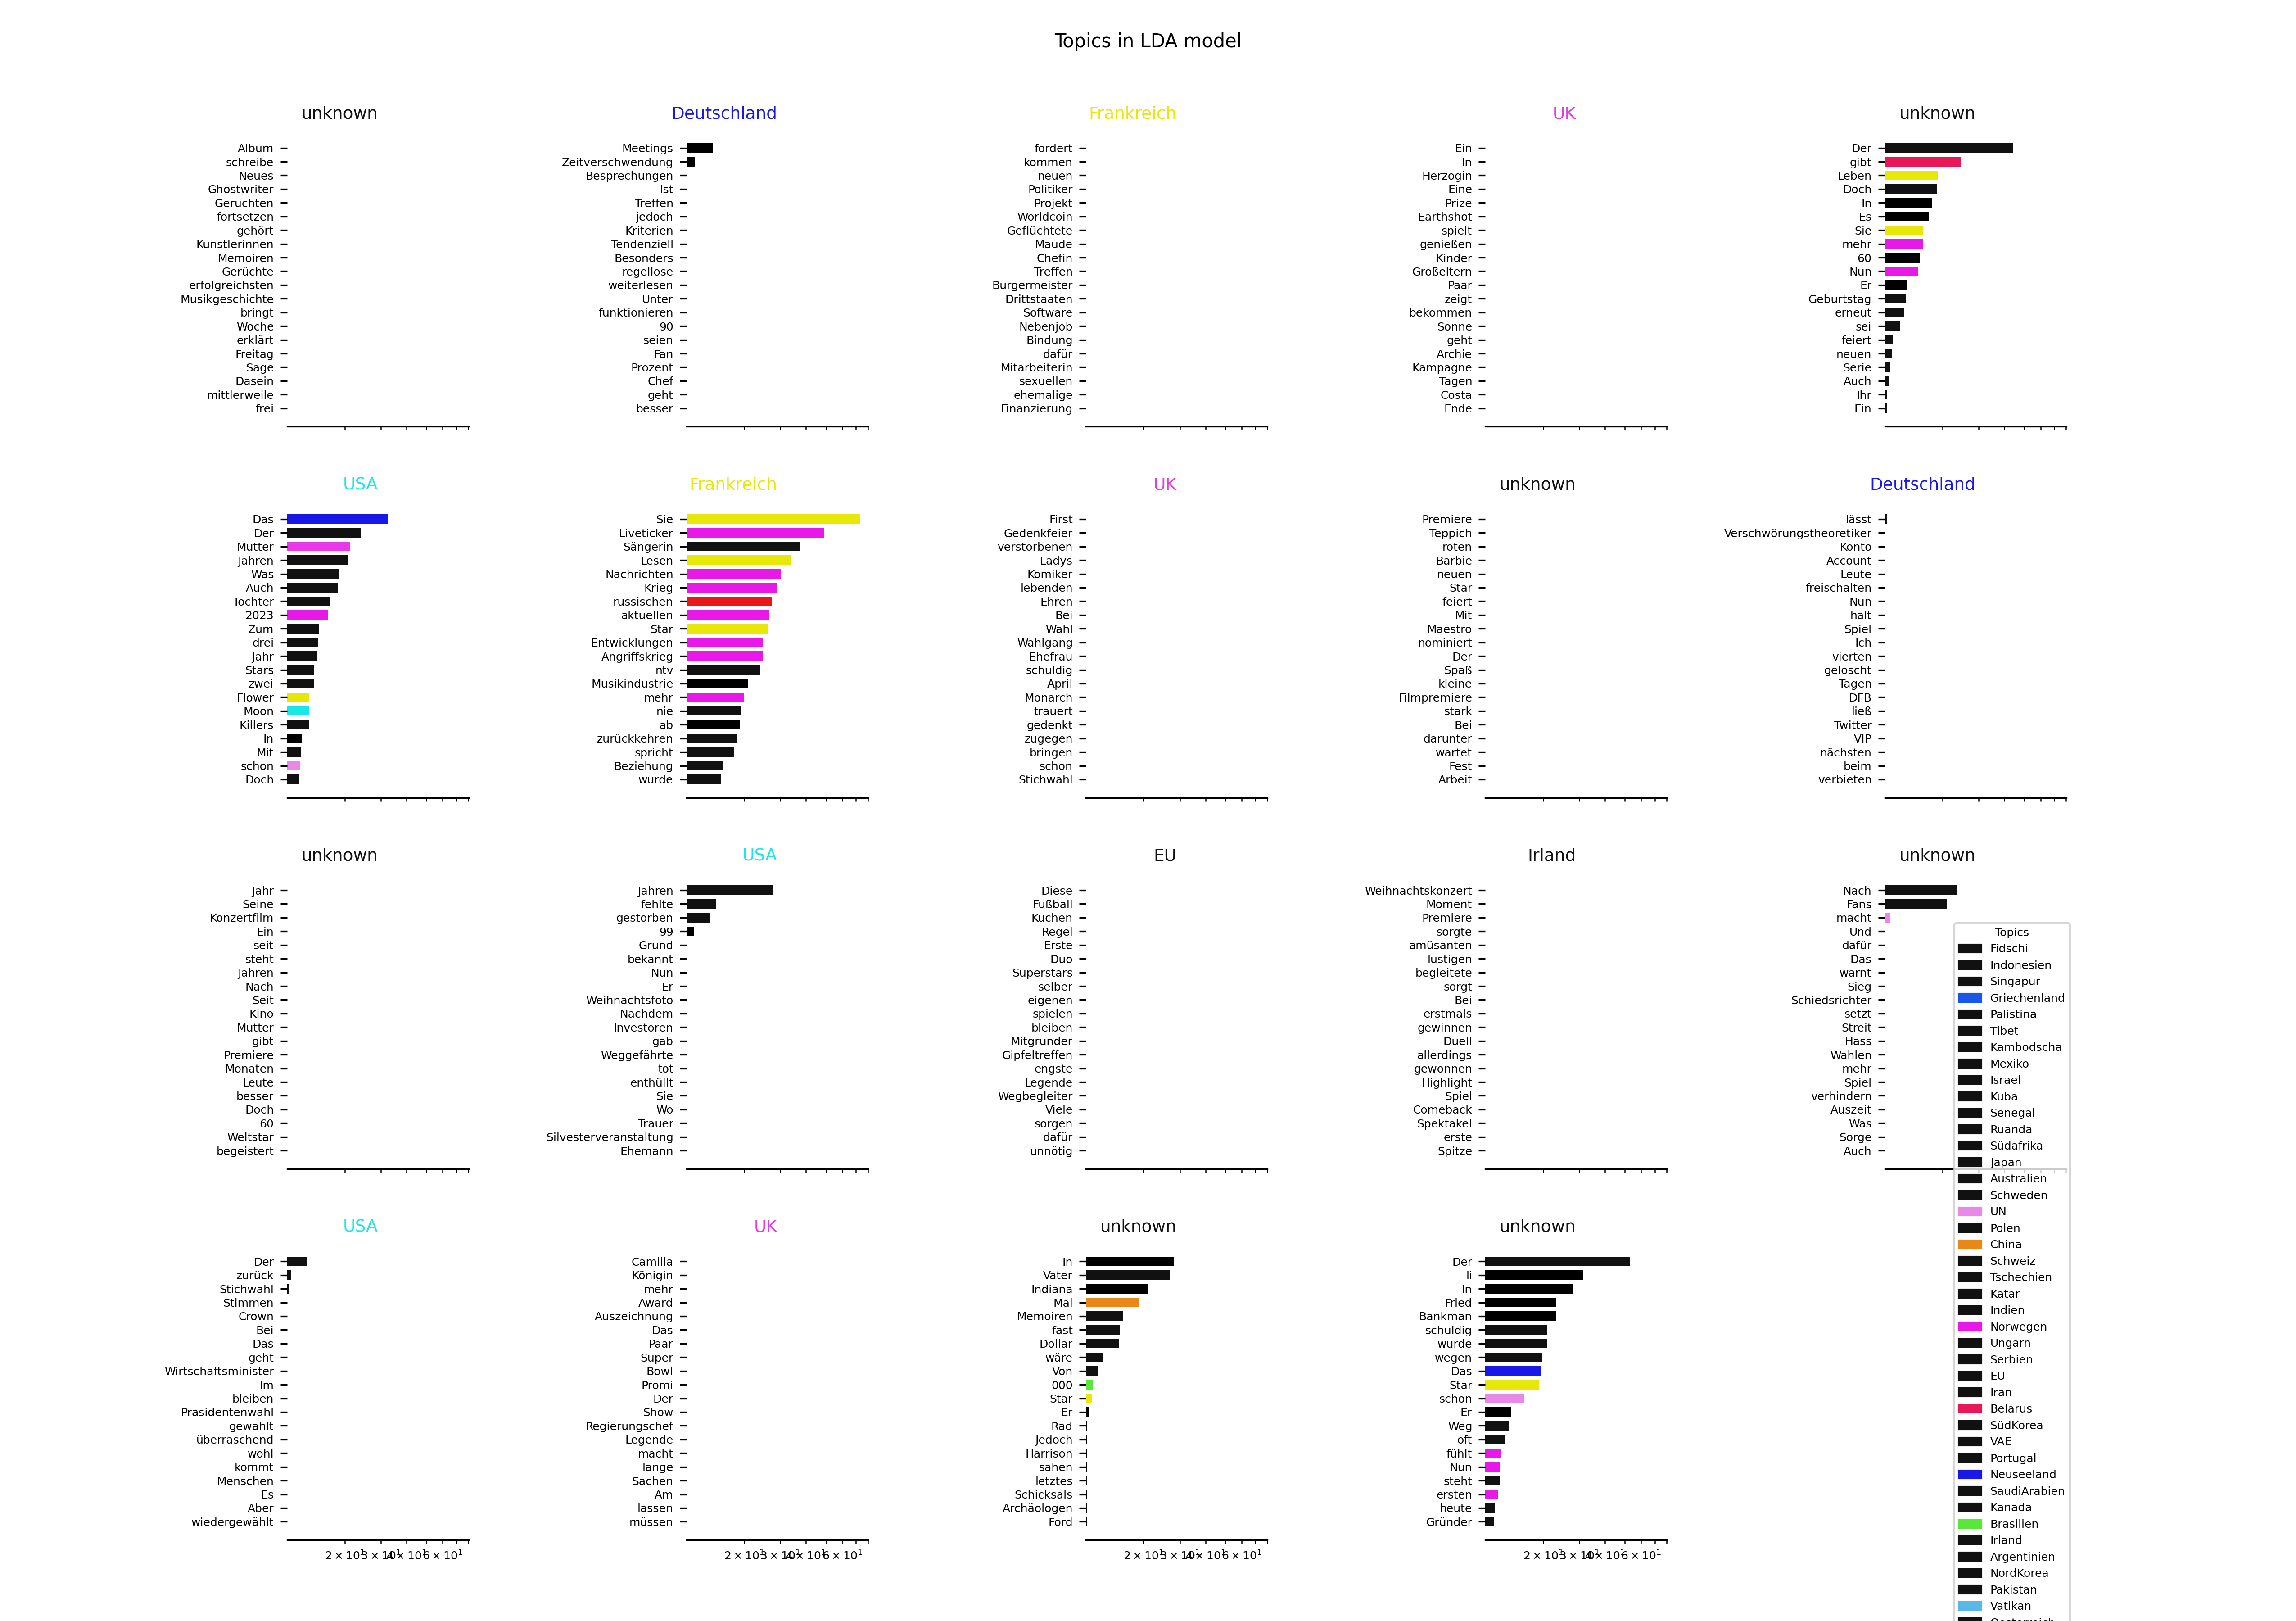 Topics in LDA model
unknown
Album
schreibe
Neues
Ghostwriter
Gerüchten
fortsetzen
gehört
Künstlerinnen
Memoiren
Gerüchte
erfolgreichsten
Musikgeschichte
bringt
Woche
erklärt
Freitag
Sage
Dasein
mittlerweile
frei
Deutschland
Meetings
Zeitverschwendung
Besprechungen
Ist
Treffen
jedoch
Kriterien
Tendenziell
Besonders
regellose
weiterlesen
Unter
funktionieren
90
seien
Fan
Prozent
Chef
geht
besser
Frankreich
fordert
kommen
neuen
Politiker
Projekt
Worldcoin
Geflüchtete
Maude
Chefin
Treffen
Bürgermeister
Drittstaaten
Software
Nebenjob
Bindung
dafür
Mitarbeiterin
sexuellen
ehemalige
Finanzierung
UK
Ein
In
Herzogin
Eine
Prize
Earthshot
spielt
genießen
Kinder
Großeltern
Paar
zeigt
bekommen
Sonne
geht
Archie
Kampagne
Tagen
Costa
Ende
unknown
Der
gibt
Leben
Doch
In
Es
Sie
mehr
60
Nun
Er
Geburtstag
erneut
sei
feiert
neuen
Serie
Auch
Ihr
Ein
USA
Das
Der
Mutter
Jahren
Was
Auch
Tochter
2023
Zum
drei
Jahr
Stars
zwei
Flower
Moon
Killers
In
Mit
schon
Doch
Frankreich
Sie
Liveticker
Sängerin
Lesen
Nachrichten
Krieg
russischen
aktuellen
Star
Entwicklungen
Angriffskrieg
ntv
Musikindustrie
mehr
nie
ab
zurückkehren
spricht
Beziehung
wurde
UK
First
Gedenkfeier
verstorbenen
Ladys
Komiker
lebenden
Ehren
Bei
Wahl
Wahlgang
Ehefrau
schuldig
April
Monarch
trauert
gedenkt
zugegen
bringen
schon
Stichwahl
unknown
Premiere
Teppich
roten
Barbie
neuen
Star
feiert
Mit
Maestro
nominiert
Der
Spaß
kleine
Filmpremiere
stark
Bei
darunter
wartet
Fest
Arbeit
Deutschland
lässt
Verschwörungstheoretiker
Konto
Account
Leute
freischalten
Nun
hält
Spiel
Ich
vierten
gelöscht
Tagen
DFB
ließ
Twitter
VIP
nächsten
beim
verbieten
unknown
Jahr
Seine
Konzertfilm
Ein
seit
steht
Jahren
Nach
Seit
Kino
Mutter
gibt
Premiere
Monaten
Leute
besser
Doch
60
Weltstar
begeistert
USA
Jahren
fehlte
gestorben
99
Grund
bekannt
Nun
Er
Weihnachtsfoto
Nachdem
Investoren
gab
Weggefährte
tot
enthüllt
Sie
Wo
Trauer
Silvesterveranstaltung
Ehemann
EU
Diese
Fußball
Kuchen
Regel
Erste
Duo
Superstars
selber
eigenen
spielen
bleiben
Mitgründer
Gipfeltreffen
engste
Legende
Wegbegleiter
Viele
sorgen
dafür
unnötig
Irland
Weihnachtskonzert
Moment
Premiere
sorgte
amüsanten
lustigen
begleitete
sorgt
Bei
erstmals
gewinnen
Duell
allerdings
gewonnen
Highlight
Spiel
Comeback
Spektakel
erste
Spitze
unknown
Nach
Fans
macht
Und
dafür
Das
warnt
Sieg
Schiedsrichter
setzt
Streit
Hass
Wahlen
mehr
Spiel
verhindern
Auszeit
Was
Sorge
Auch
USA
Der
zurück
Stichwahl
Stimmen
Crown
Bei
Das
geht
Wirtschaftsminister
Im
bleiben
Präsidentenwahl
gewählt
überraschend
wohl
kommt
Menschen
Es
Aber
wiedergewählt
UK
Camilla
Königin
mehr
Award
Auszeichnung
Das
Paar
Super
Bowl
Promi
Der
Show
Regierungschef
Legende
macht
lange
Sachen
Am
lassen
müssen
unknown
In
Vater
Indiana
Mal
Memoiren
fast
Dollar
wäre
Von
000
Star
Er
Rad
Jedoch
Harrison
sahen
letztes
Schicksals
Archäologen
Ford
unknown
Der
li
In
Fried
Bankman
schuldig
wurde
wegen
Das
Star
schon
Er
Weg
oft
fühlt
Nun
steht
ersten
heute
Gründer
Topics
Fidschi
Indonesien
Singapur
Griechenland
Palistina
Tibet
Kambodscha
Mexiko
Israel
Kuba
Senegal
Ruanda
Südafrika
Japan
Australien
Schweden
UN
Polen
China
Schweiz
Tschechien
Katar
Indien
Norwegen
Ungarn
Serbien
EU
Iran
Belarus
SüdKorea
VAE
Portugal
Neuseeland
SaudiArabien
Kanada
Brasilien
Irland
Argentinien
NordKorea
Pakistan
Vatikan